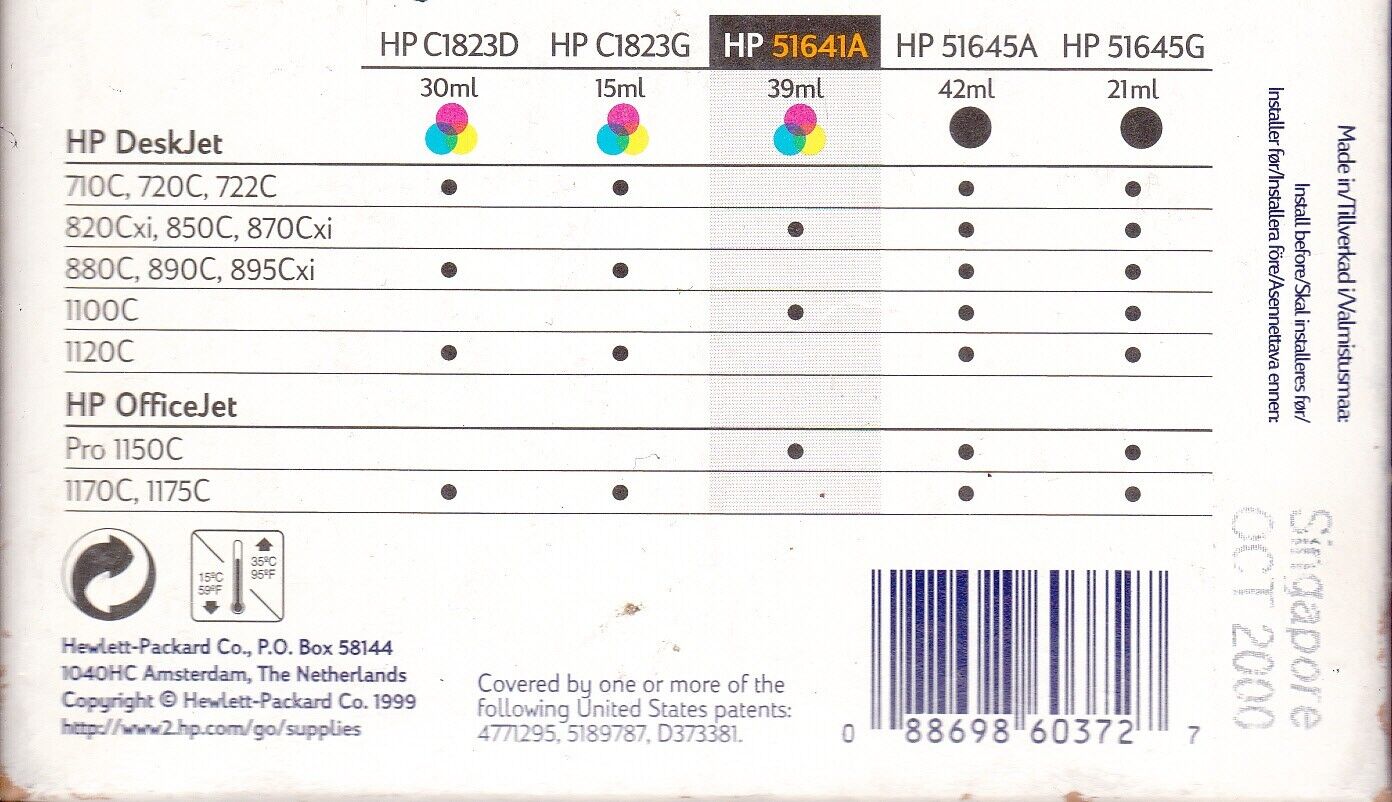 HP C1823D HP C1823G HP 51641A HP 51645A HP 51645G
30ml 15ml 39ml 42ml 21ml
HP DeskJet
710C, 720C, 722C • • • •
820Cxi, 850C, 870Cxi • • •
880C, 890C, 895Cxi • • • •
1100C • • •
1120C • • • •
HP OfficeJet
Pro 1150C • • •
1170C, 1175C • • • •
15°C
59°F
35°C
95°F
Hewlett-Packard Co., P.O. Box 58144
1040HC Amsterdam, The Netherlands
Copyright © Hewlett-Packard Co. 1999
http://www2.hp.com/go/supplies
Covered by one or more of the
following United States patents:
4771295, 5189787, D373381.
0 88698 60372 7
Made in/Tillverkad i/Valmistusmaa:
Install before/Skal installeres før/
Installer før/Installera före/Asennettava ennen:
Singapore
OCT 2000